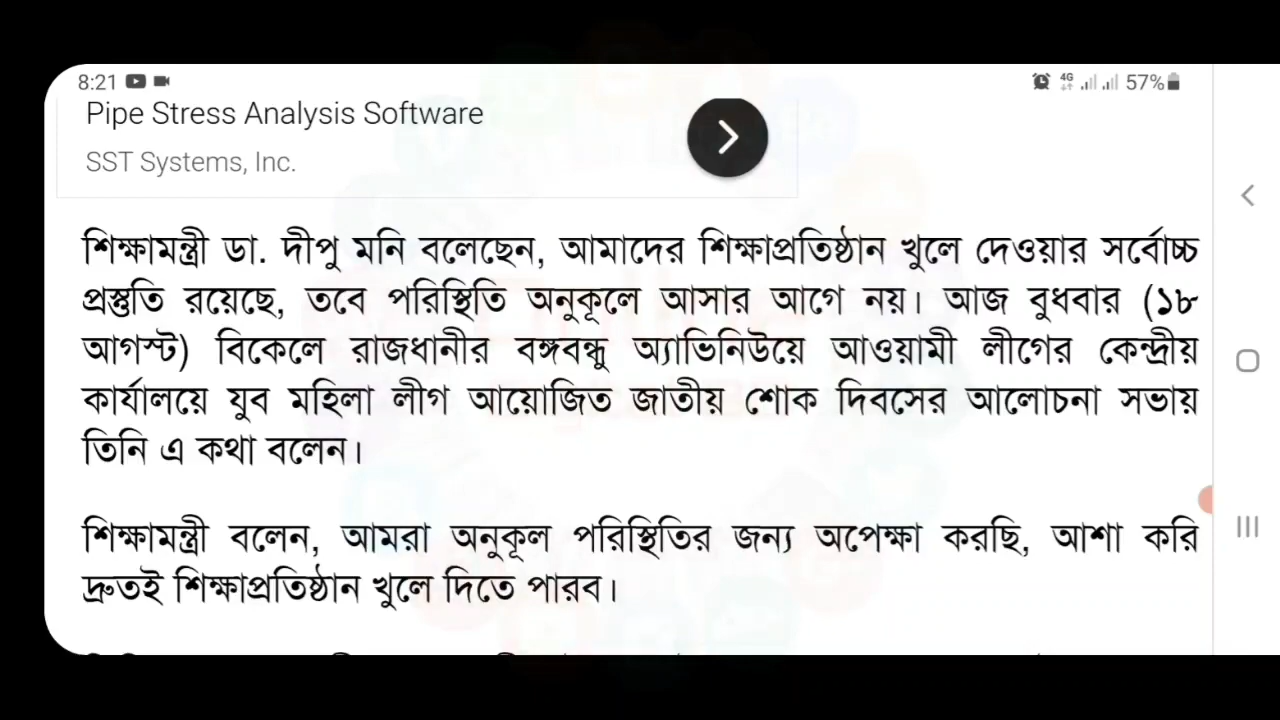 8:21
4G
57%
Pipe Stress Analysis Software
SST Systems, Inc.
শিক্ষামন্ত্রী ডা. দীপু মনি বলেছেন, আমাদের শিক্ষাপ্রতিষ্ঠান খুলে দেওয়ার সর্বোচ্চ
প্রস্তুতি রয়েছে, তবে পরিস্থিতি অনুকূলে আসার আগে নয়। আজ বুধবার (১৮
আগস্ট) বিকেলে রাজধানীর বঙ্গবন্ধু অ্যাভিনিউয়ে আওয়ামী লীগের কেন্দ্রীয়
কার্যালয়ে যুব মহিলা লীগ আয়োজিত জাতীয় শোক দিবসের আলোচনা সভায়
তিনি এ কথা বলেন।
শিক্ষামন্ত্রী বলেন, আমরা অনুকূল পরিস্থিতির জন্য অপেক্ষা করছি, আশা করি
দ্রুতই শিক্ষাপ্রতিষ্ঠান খুলে দিতে পারব।